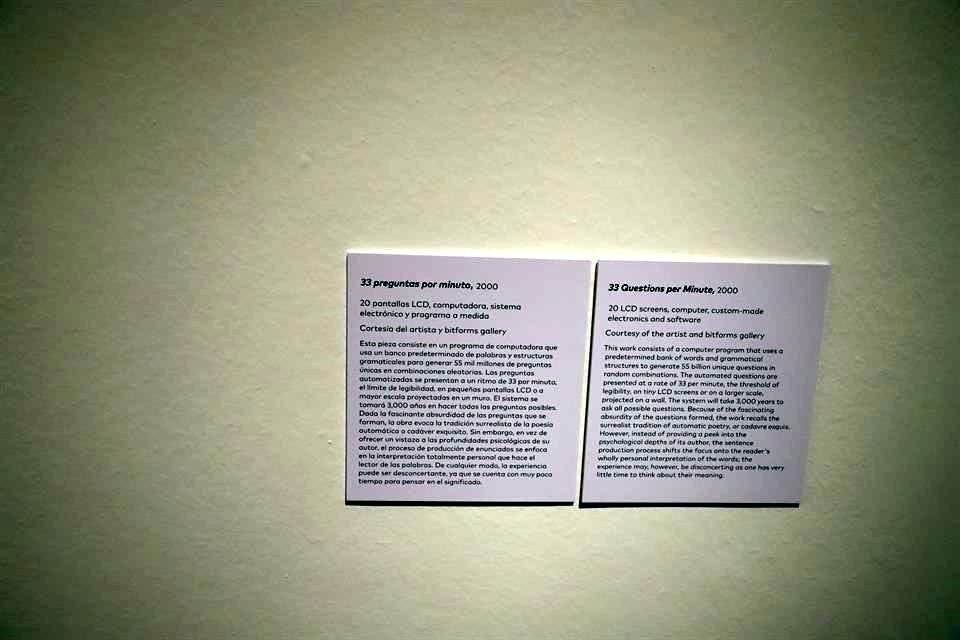 33 preguntas por minuto, 2000
20 pantallas LCD, computadora, sistema
electrónico y programa a medida
Cortesía del artista y bitforms gallery
Esta pieza consiste en un programa de computadora que
usa un banco predeterminado de palabras y estructuras
gramaticales para generar 55 mil millones de preguntas
únicas en combinaciones aleatorias. Las preguntas
automatizadas se presentan a un ritmo de 33 por minuto,
el límite de legibilidad, en pequeñas pantallas LCD o a
mayor escala proyectadas en un muro. El sistema se
tomará 3,000 años en hacer todas las preguntas posibles.
Dada la fascinante absurdidad de las preguntas que se
forman, la obra evoca la tradición surrealista de la poesía
automática o cadáver exquisito. Sin embargo, en vez de
ofrecer un vistazo a las profundidades psicológicas de su
autor, el proceso de producción de enunciados se enfoca
en la interpretación totalmente personal que hace el
lector de las palabras. De cualquier modo, la experiencia
puede ser desconcertante, ya que se cuenta con muy poco
tiempo para pensar en el significado.
33 Questions per Minute, 2000
20 LCD screens, computer, custom-made
electronics and software
Courtesy of the artist and bitforms gallery
This work consists of a computer program that uses a
predetermined bank of words and grammatical
structures to generate 55 billion unique questions in
random combinations. The automated questions are
presented at a rate of 33 per minute, the threshold of
legibility, on tiny LCD screens or on a larger scale,
projected on a wall. The system will take 3,000 years to
ask all possible questions. Because of the fascinating
absurdity of the questions formed, the work recalls the
surrealist tradition of automatic poetry, or cadavre exquis.
However, instead of providing a peek into the
psychological depths of its author, the sentence
production process shifts the focus onto the reader's
wholly personal interpretation of the words; the
experience may, however, be disconcerting as one has very
little time to think about their meaning.